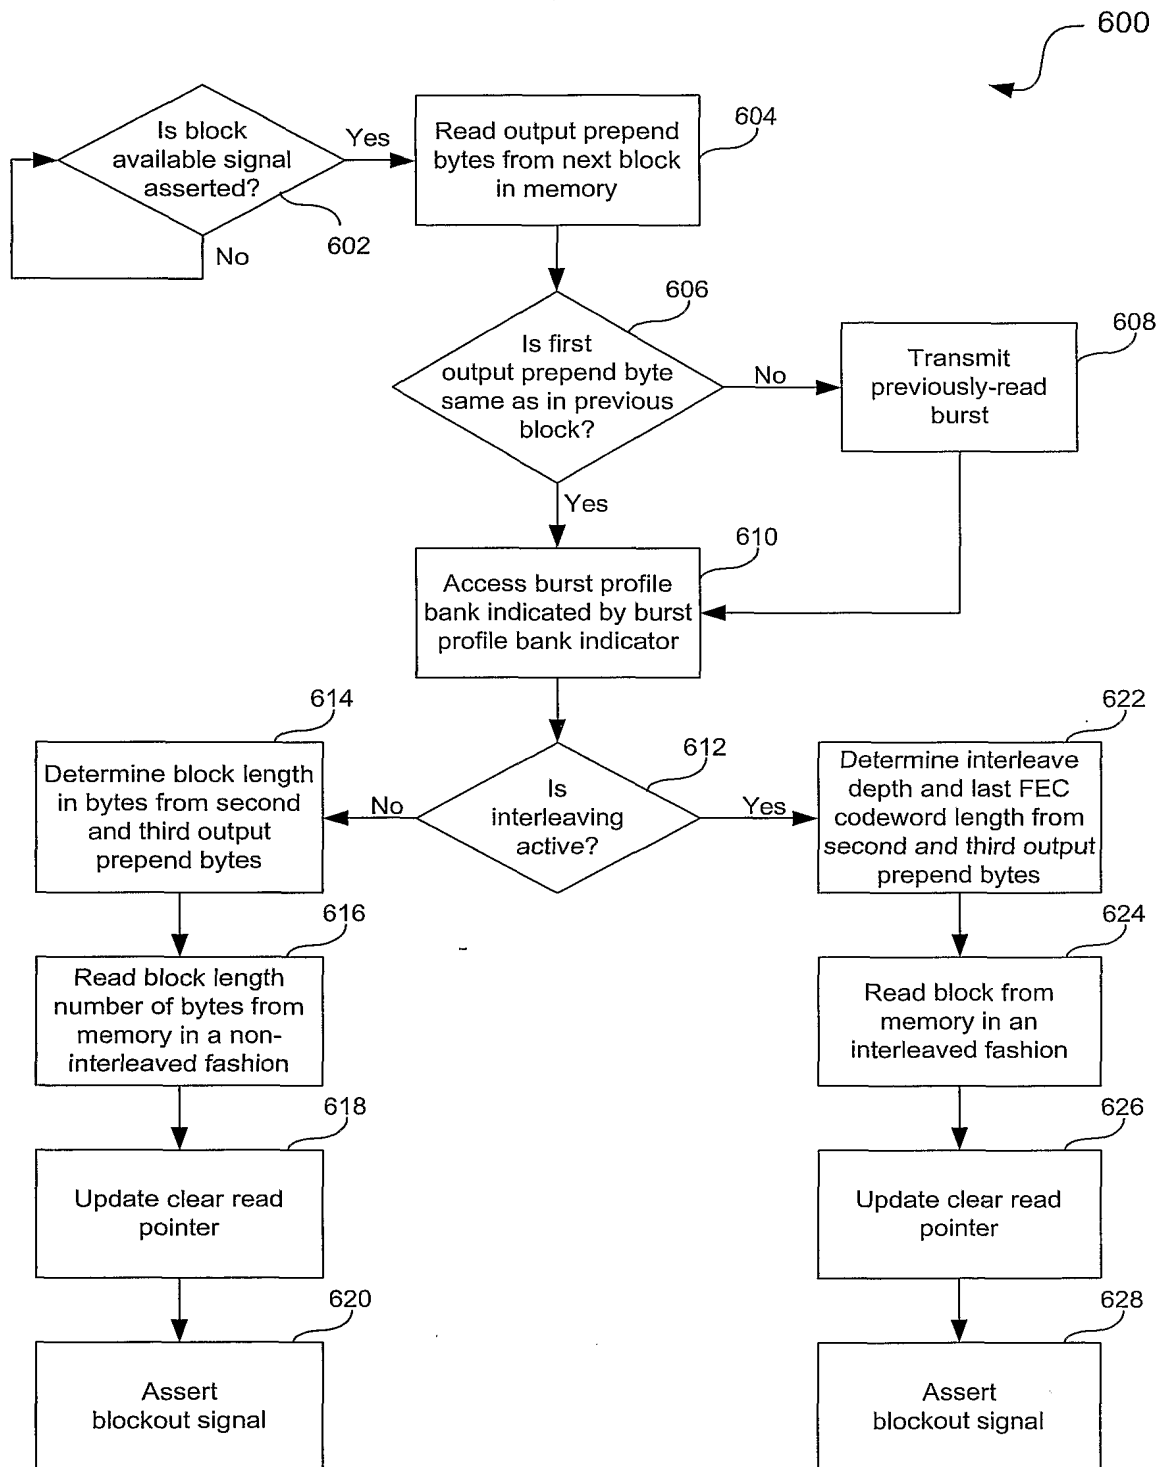 600
Is block
available signal
asserted?
Yes
No
602
Read output prepend
bytes from next block
in memory
604
606
Is first
output prepend byte
same as in previous
block?
No
Yes
608
Transmit
previously-read
burst
610
Access burst profile
bank indicated by burst
profile bank indicator
612
Is
interleaving
active?
No
Yes
614
Determine block length
in bytes from second
and third output
prepend bytes
616
Read block length
number of bytes from
memory in a non-
interleaved fashion
618
Update clear read
pointer
620
Assert
blockout signal
622
Determine interleave
depth and last FEC
codeword length from
second and third output
prepend bytes
624
Read block from
memory in an
interleaved fashion
626
Update clear read
pointer
628
Assert
blockout signal